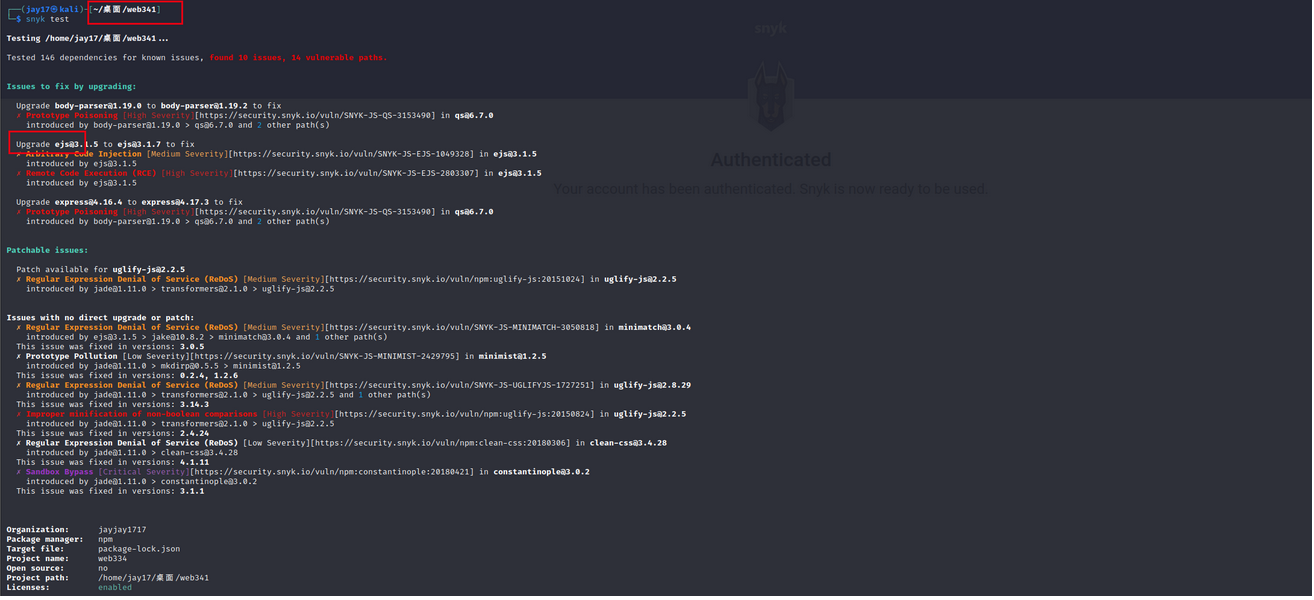 ┌──(jay17㉿kali)-[~/桌面/web341]
└─$ snyk test
snyk
Testing /home/jay17/桌面/web341...
Tested 146 dependencies for known issues, found 10 issues, 14 vulnerable paths.
Issues to fix by upgrading:
Upgrade body-parser@1.19.0 to body-parser@1.19.2 to fix
✗ Prototype Poisoning [High Severity][https://security.snyk.io/vuln/SNYK-JS-QS-3153490] in qs@6.7.0
introduced by body-parser@1.19.0 > qs@6.7.0 and 2 other path(s)
Upgrade ejs@3.1.5 to ejs@3.1.7 to fix
✗ Arbitrary Code Injection [Medium Severity][https://security.snyk.io/vuln/SNYK-JS-EJS-1049328] in ejs@3.1.5
introduced by ejs@3.1.5
✗ Remote Code Execution (RCE) [High Severity][https://security.snyk.io/vuln/SNYK-JS-EJS-2803307] in ejs@3.1.5
introduced by ejs@3.1.5
Authenticated
Your account has been authenticated. Snyk is now ready to be used.
Upgrade express@4.16.4 to express@4.17.3 to fix
✗ Prototype Poisoning [High Severity][https://security.snyk.io/vuln/SNYK-JS-QS-3153490] in qs@6.7.0
introduced by body-parser@1.19.0 > qs@6.7.0 and 2 other path(s)
Patchable issues:
Patch available for uglify-js@2.2.5
✗ Regular Expression Denial of Service (ReDoS) [Medium Severity][https://security.snyk.io/vuln/npm:uglify-js:20151024] in uglify-js@2.2.5
introduced by jade@1.11.0 > transformers@2.1.0 > uglify-js@2.2.5
Issues with no direct upgrade or patch:
✗ Regular Expression Denial of Service (ReDoS) [Medium Severity][https://security.snyk.io/vuln/SNYK-JS-MINIMATCH-3050818] in minimatch@3.0.4
introduced by ejs@3.1.5 > jake@10.8.2 > minimatch@3.0.4 and 1 other path(s)
This issue was fixed in versions: 3.0.5
✗ Prototype Pollution [Low Severity][https://security.snyk.io/vuln/SNYK-JS-MINIMIST-2429795] in minimist@1.2.5
introduced by jade@1.11.0 > mkdirp@0.5.5 > minimist@1.2.5
This issue was fixed in versions: 0.2.4, 1.2.6
✗ Regular Expression Denial of Service (ReDoS) [Medium Severity][https://security.snyk.io/vuln/SNYK-JS-UGLIFYJS-1727251] in uglify-js@2.8.29
introduced by jade@1.11.0 > transformers@2.1.0 > uglify-js@2.2.5 and 1 other path(s)
This issue was fixed in versions: 3.14.3
✗ Improper minification of non-boolean comparisons [High Severity][https://security.snyk.io/vuln/npm:uglify-js:20150824] in uglify-js@2.2.5
introduced by jade@1.11.0 > transformers@2.1.0 > uglify-js@2.2.5
This issue was fixed in versions: 2.4.24
✗ Regular Expression Denial of Service (ReDoS) [Low Severity][https://security.snyk.io/vuln/npm:clean-css:20180306] in clean-css@3.4.28
introduced by jade@1.11.0 > clean-css@3.4.28
This issue was fixed in versions: 4.1.11
✗ Sandbox Bypass [Critical Severity][https://security.snyk.io/vuln/npm:constantinople:20180421] in constantinople@3.0.2
introduced by jade@1.11.0 > constantinople@3.0.2
This issue was fixed in versions: 3.1.1
Organization: jayjay1717
Package manager: npm
Target file: package-lock.json
Project name: web334
Open source: no
Project path: /home/jay17/桌面/web341
Licenses: enabled